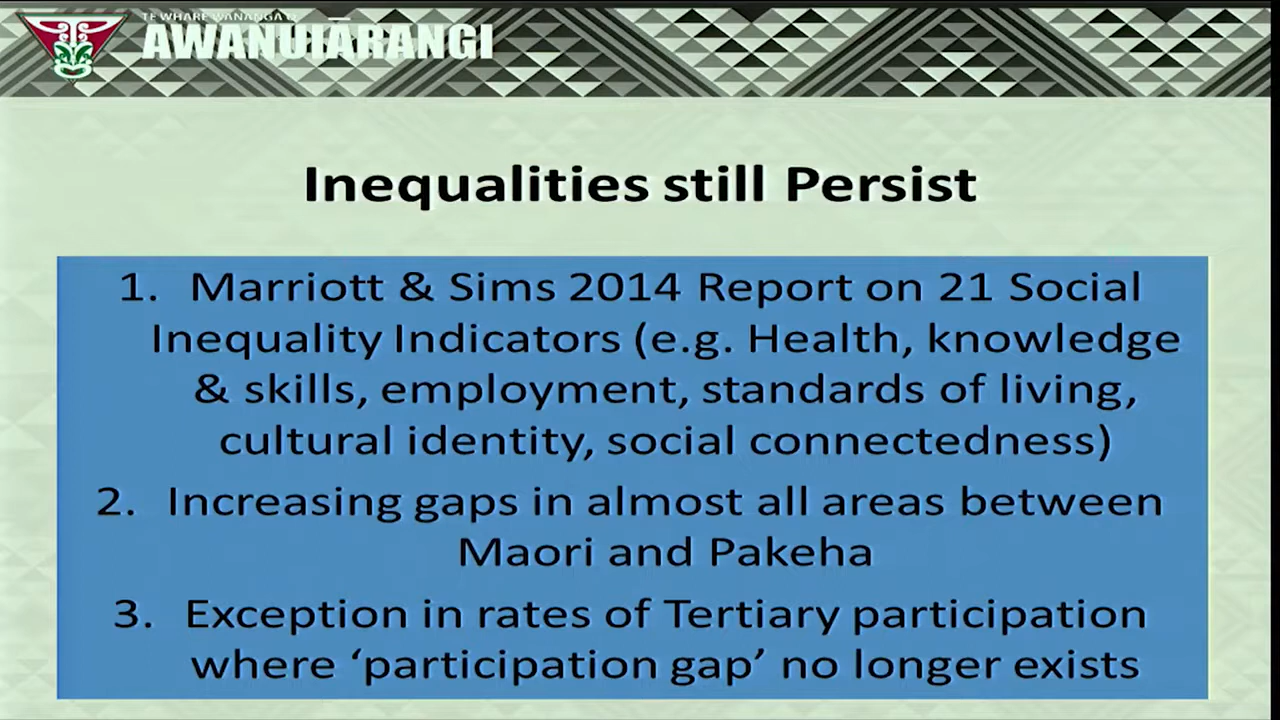 TE WHARE WĀNANGA O
AWANUIĀRANGI
Inequalities still Persist
1. Marriott & Sims 2014 Report on 21 Social
Inequality Indicators (e.g. Health, knowledge
& skills, employment, standards of living,
cultural identity, social connectedness)
2. Increasing gaps in almost all areas between
Maori and Pakeha
3. Exception in rates of Tertiary participation
where ‘participation gap’ no longer exists